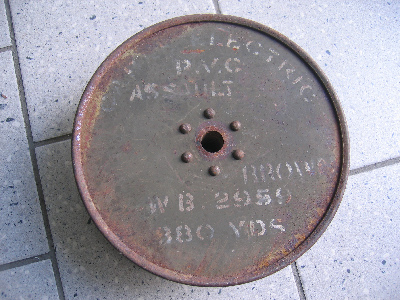 ELECTRIC
P.V.C
ASSAULT
BROWN
WB 2959
880 YDS